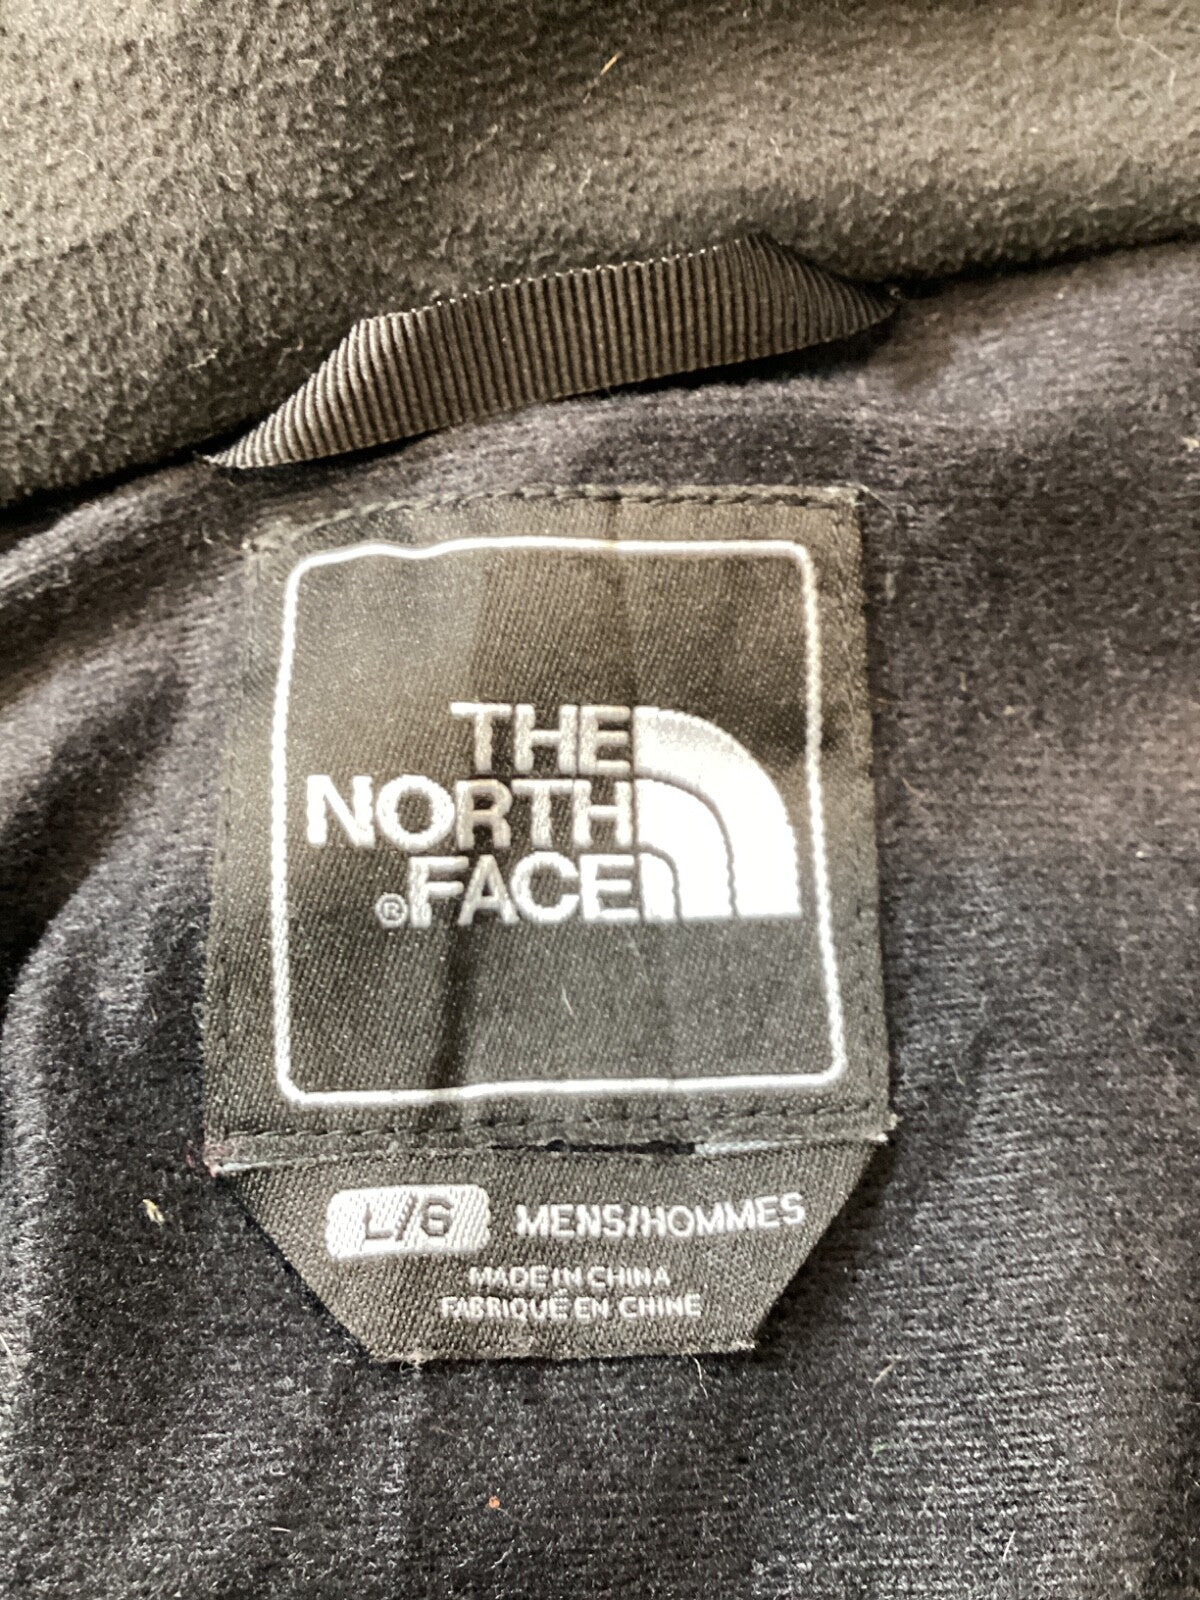 THE
NORTH
®FACE
L/G MENS/HOMMES
MADE IN CHINA
FABRIQUÉ EN CHINE